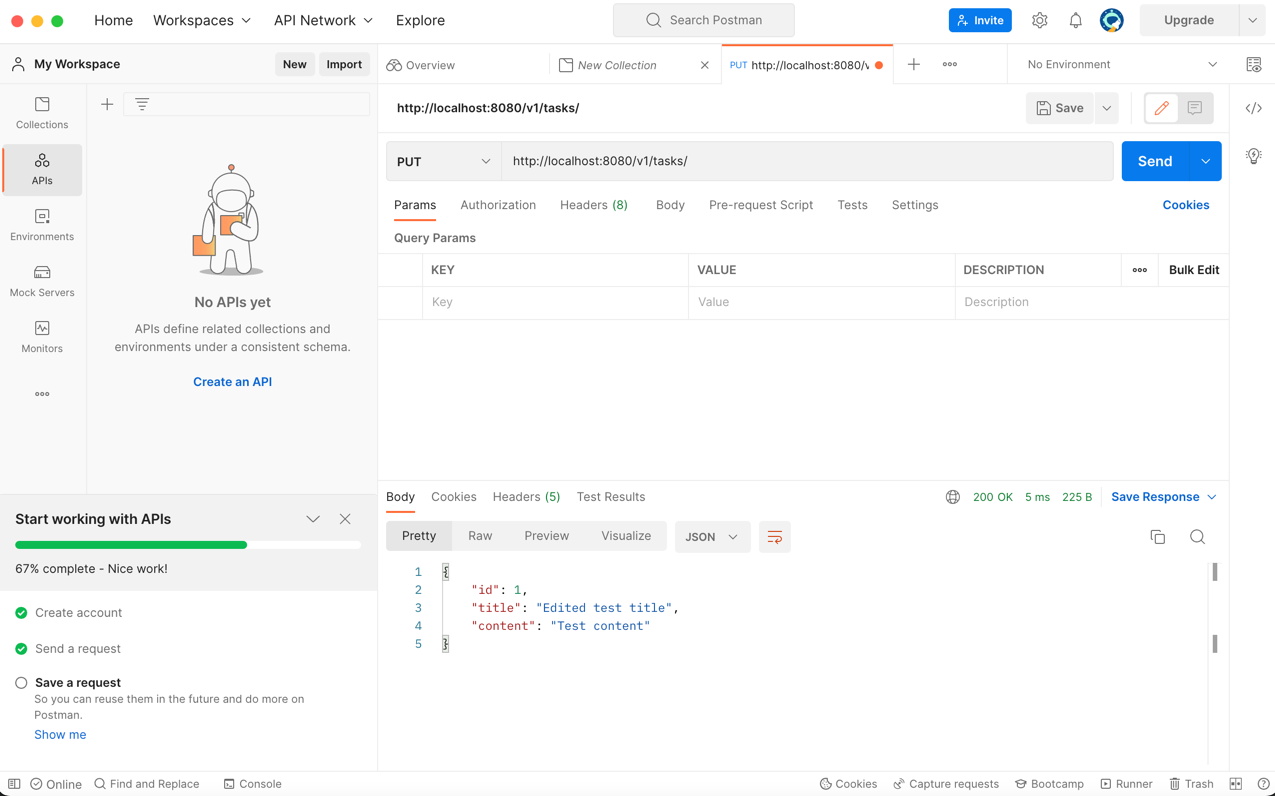 Home Workspaces API Network Explore Search Postman Invite Upgrade
My Workspace New Import Overview New Collection PUT http://localhost:8080/v No Environment
Collections
APIs
Environments
Mock Servers
Monitors
No APIs yet
APIs define related collections and
environments under a consistent schema.
Create an API
http://localhost:8080/v1/tasks/ Save
PUT http://localhost:8080/v1/tasks/ Send
Params Authorization Headers (8) Body Pre-request Script Tests Settings Cookies
Query Params
KEY VALUE DESCRIPTION Bulk Edit
Key Value Description
Body Cookies Headers (5) Test Results 200 OK 5 ms 225 B Save Response
Pretty Raw Preview Visualize JSON
1 {
2 "id": 1,
3 "title": "Edited test title",
4 "content": "Test content"
5 }
Start working with APIs
67% complete - Nice work!
Create account
Send a request
Save a request
So you can reuse them in the future and do more on
Postman.
Show me
Online Find and Replace Console Cookies Capture requests Bootcamp Runner Trash